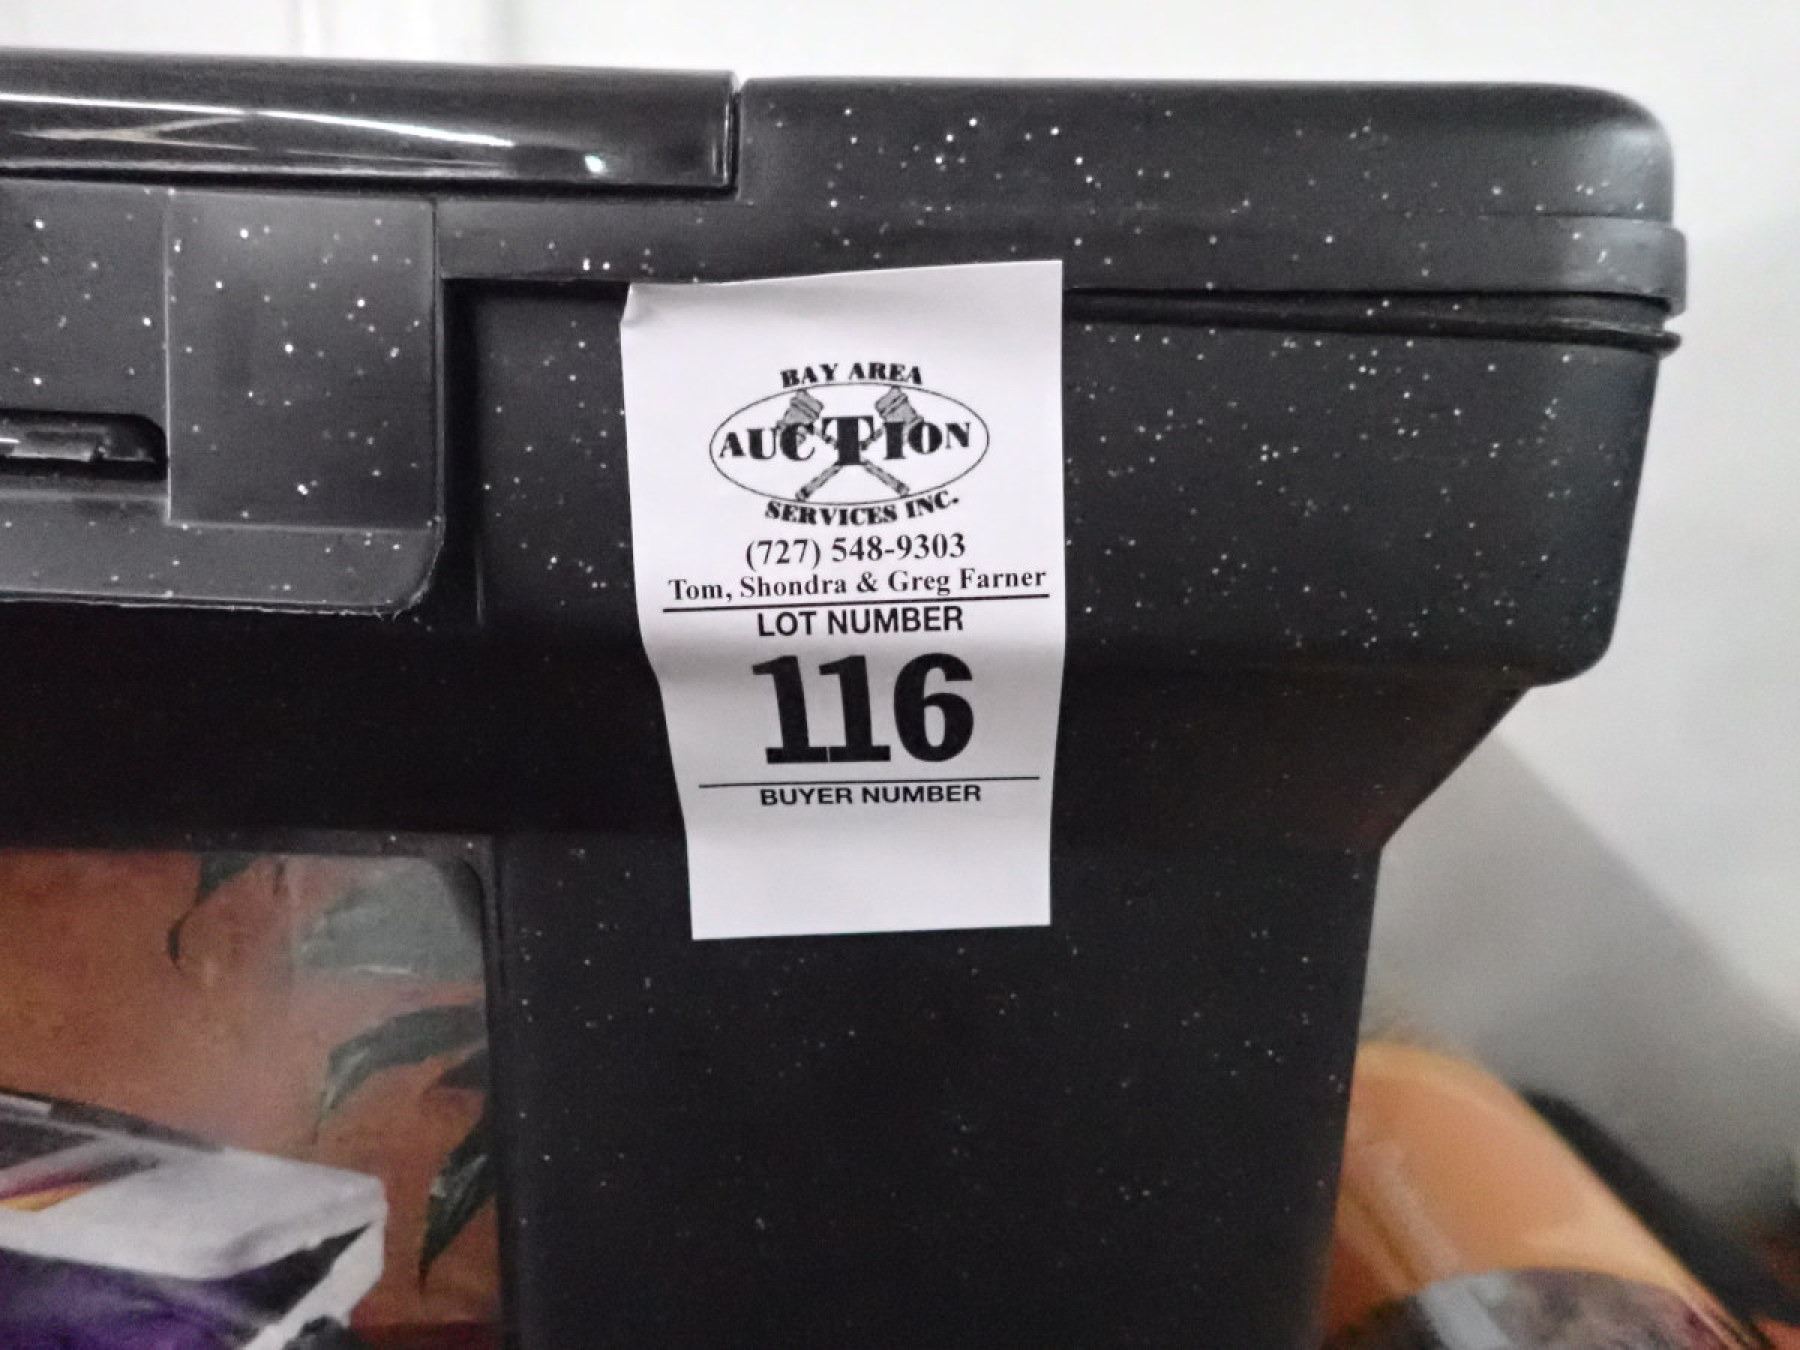 BAY AREA
AUCTION
SERVICES INC.
(727) 548-9303
Tom, Shondra & Greg Farner
LOT NUMBER
116
BUYER NUMBER